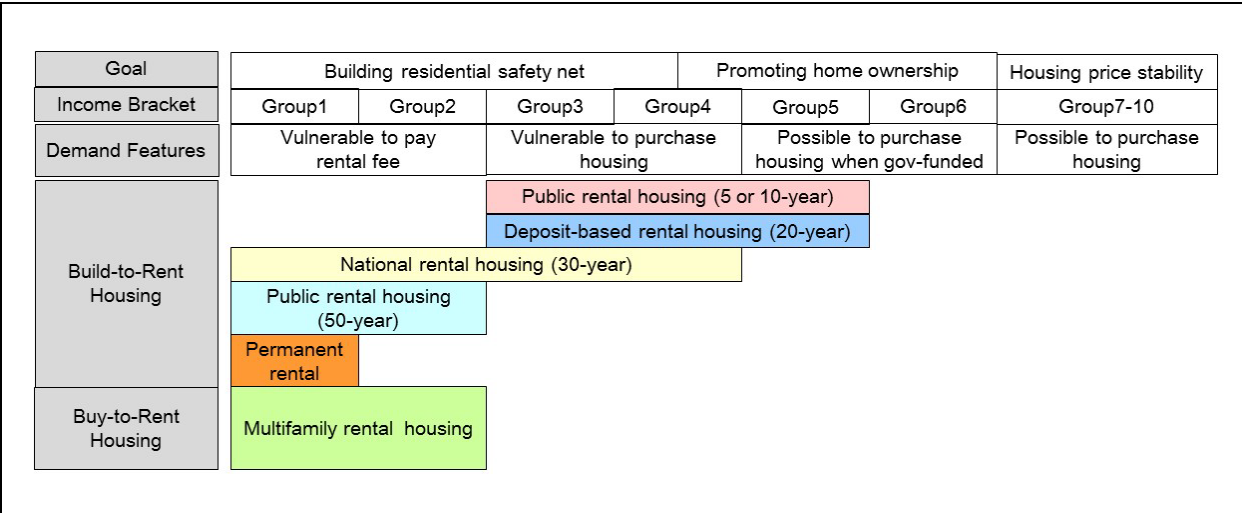 Goal
Building residential safety net
Promoting home ownership
Housing price stability
Income Bracket
Group1
Group2
Group3
Group4
Group5
Group6
Group7-10
Demand Features
Vulnerable to pay
rental fee
Vulnerable to purchase
housing
Possible to purchase
housing when gov-funded
Possible to purchase
housing
Build-to-Rent
Housing
Public rental housing (5 or 10-year)
Deposit-based rental housing (20-year)
National rental housing (30-year)
Public rental housing
(50-year)
Permanent
rental
Buy-to-Rent
Housing
Multifamily rental housing